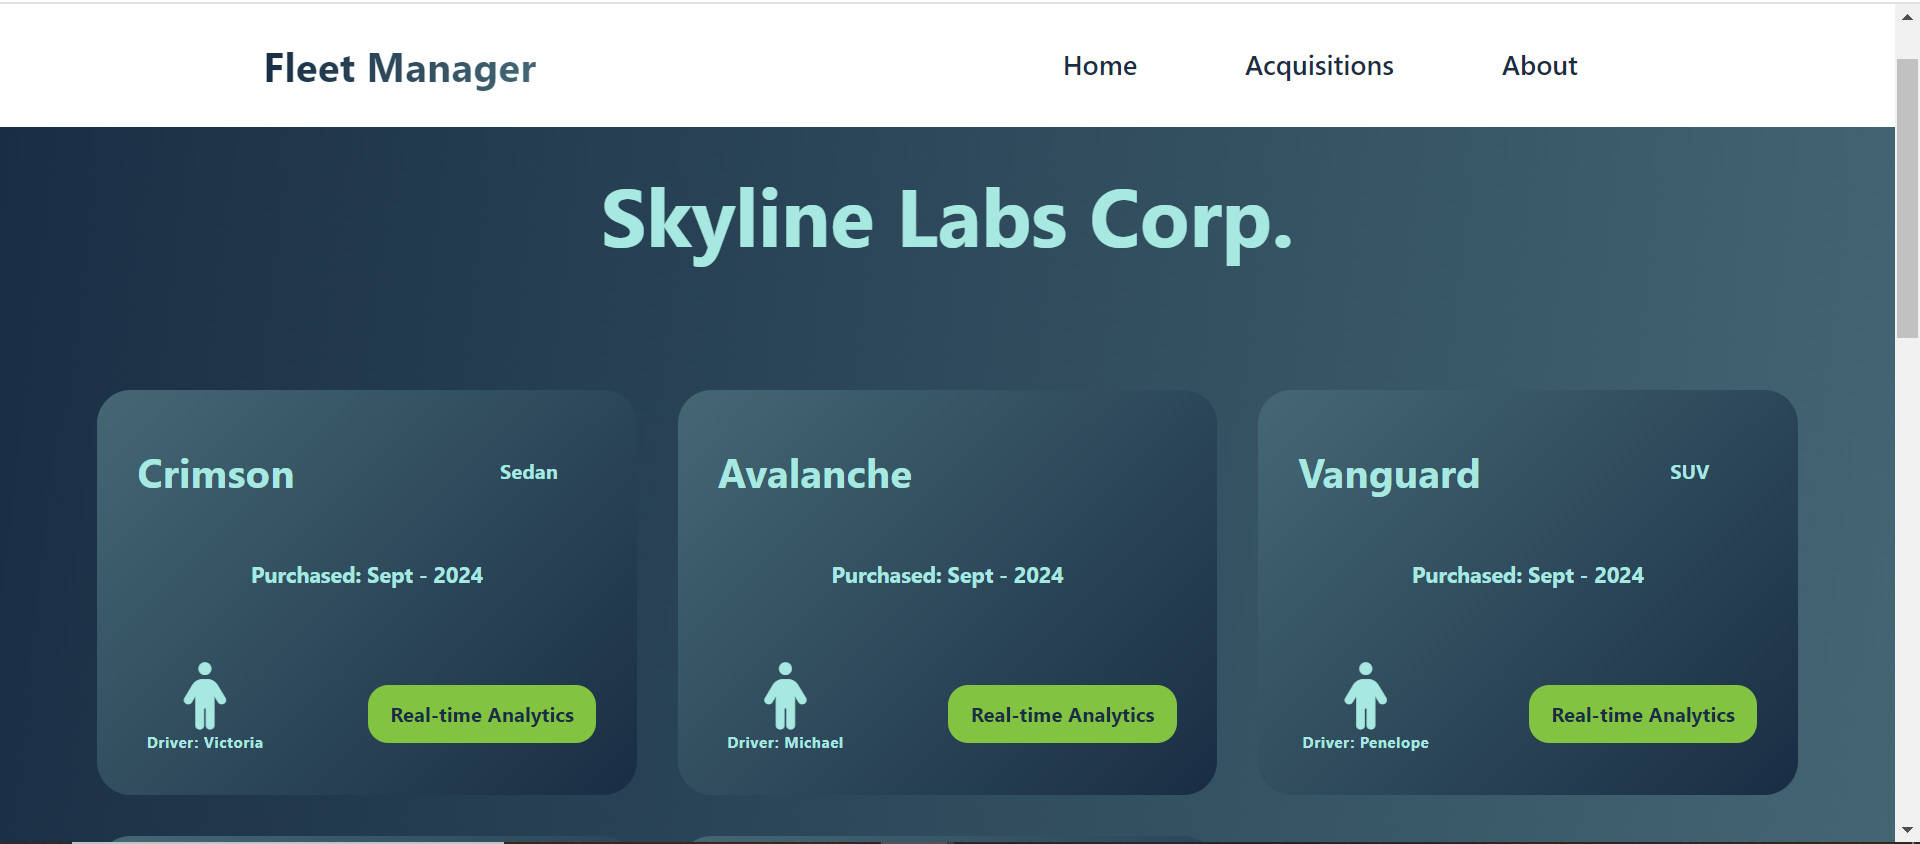 Fleet Manager
Home
Acquisitions
About
Skyline Labs Corp.
Crimson
Sedan
Purchased: Sept - 2024
Driver: Victoria
Real-time Analytics
Avalanche
Purchased: Sept - 2024
Driver: Michael
Real-time Analytics
Vanguard
SUV
Purchased: Sept - 2024
Driver: Penelope
Real-time Analytics